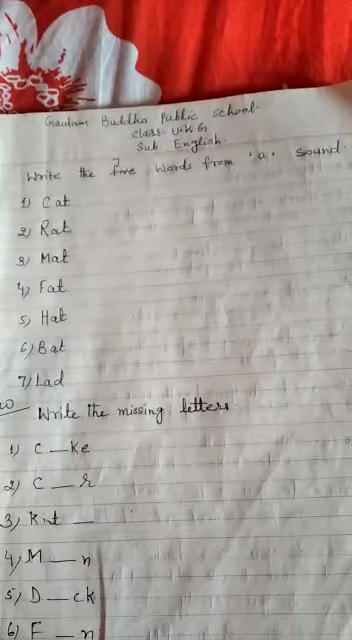 Gautam Buddha Public school.
class- U.K.G
Sub English.
Write the five words from 'a' sound.
1) Cat
2) Rat
3) Mat
4) Fat
5) Hat
6) Bat
7) Lad
Write the missing letters.
1) C _ Ke
2) C _ r
3) Kit _
4) M _ n
5) D _ ck
6) F _ n